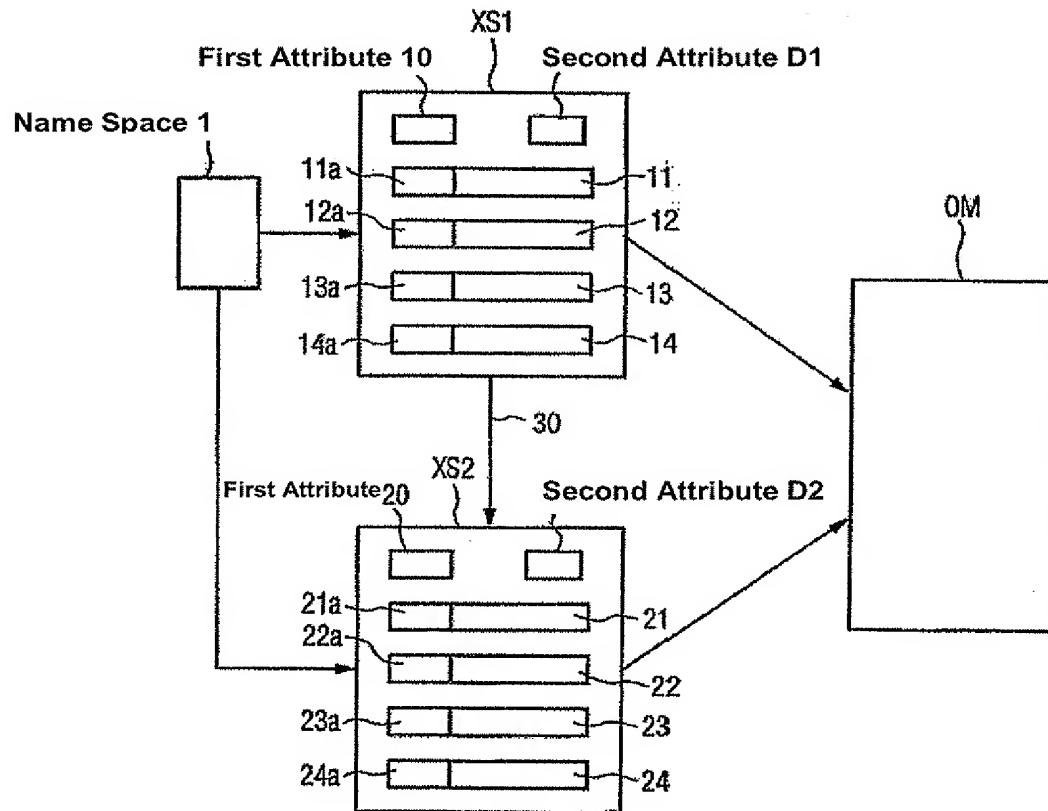 XS1
First Attribute 10
Second Attribute D1
Name Space 1
11a
11
12a
12
OM
13a
13
14a
14
30
XS2
First Attribute 20
Second Attribute D2
21a
21
22a
22
23a
23
24a
24